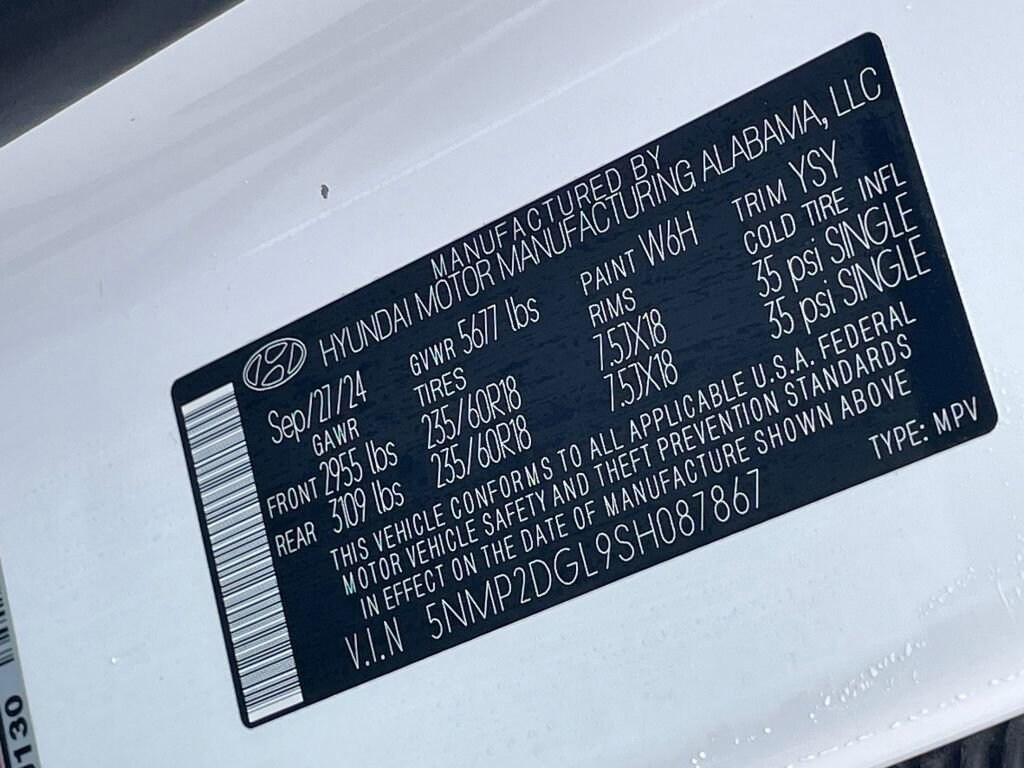 MANUFACTURED BY
HYUNDAI MOTOR MANUFACTURING ALABAMA, LLC
Sep/27/24 GVWR 5677 lbs PAINT W6H TRIM YSY
GAWR TIRES RIMS COLD TIRE INFL
FRONT 2955 lbs 235/60R18 7.5JX18 35 psi SINGLE
REAR 3109 lbs 235/60R18 7.5JX18 35 psi SINGLE
THIS VEHICLE CONFORMS TO ALL APPLICABLE U.S.A. FEDERAL
MOTOR VEHICLE SAFETY AND THEFT PREVENTION STANDARDS
IN EFFECT ON THE DATE OF MANUFACTURE SHOWN ABOVE
V.I.N 5NMP2DGL9SH087867 TYPE: MPV
130